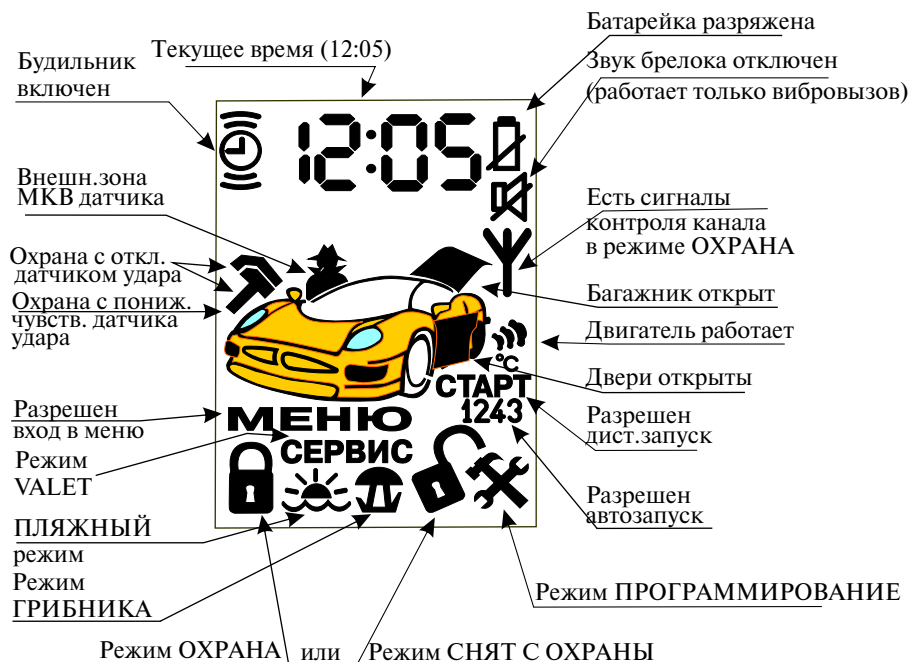 Батарейка разряжена
Текущее время (12:05)
Будильник
включен
Звук брелока отключен
(работает только вибровызов)
12:05
Внешн.зона
МКВ датчика
Есть сигналы
контроля канала
в режиме ОХРАНА
Охрана с откл.
датчиком удара
Охрана с пониж.
чувств. датчика
удара
Багажник открыт
Двигатель работает
°C
Двери открыты
СТАРТ
1243
Разрешен
вход в меню
МЕНЮ
Разрешен
дист.запуск
СЕРВИС
Режим
VALET
Разрешен
автозапуск
ПЛЯЖНЫЙ
режим
Режим
ГРИБНИКА
Режим ПРОГРАММИРОВАНИЕ
Режим ОХРАНА или Режим СНЯТ С ОХРАНЫ